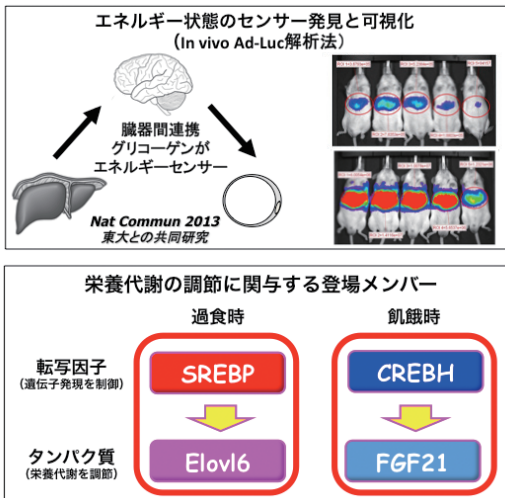 エネルギー状態のセンサー発見と可視化
(In vivo Ad-Luc解析法)
臓器間連携
グリコーゲンが
エネルギーセンサー
Nat Commun 2013
東大との共同研究
栄養代謝の調節に関与する登場メンバー
過食時
飢餓時
転写因子
(遺伝子発現を制御)
SREBP
CREBH
タンパク質
(栄養代謝を調節)
Elovl6
FGF21